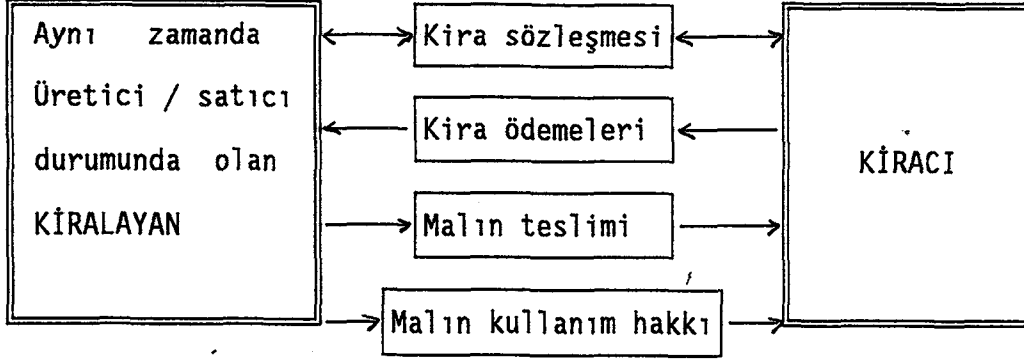 Aynı zamanda
Üretici / satıcı
durumunda olan
KİRALAYAN
Kira sözleşmesi
Kira ödemeleri
Malın teslimi
Malın kullanım hakkı
KİRACI